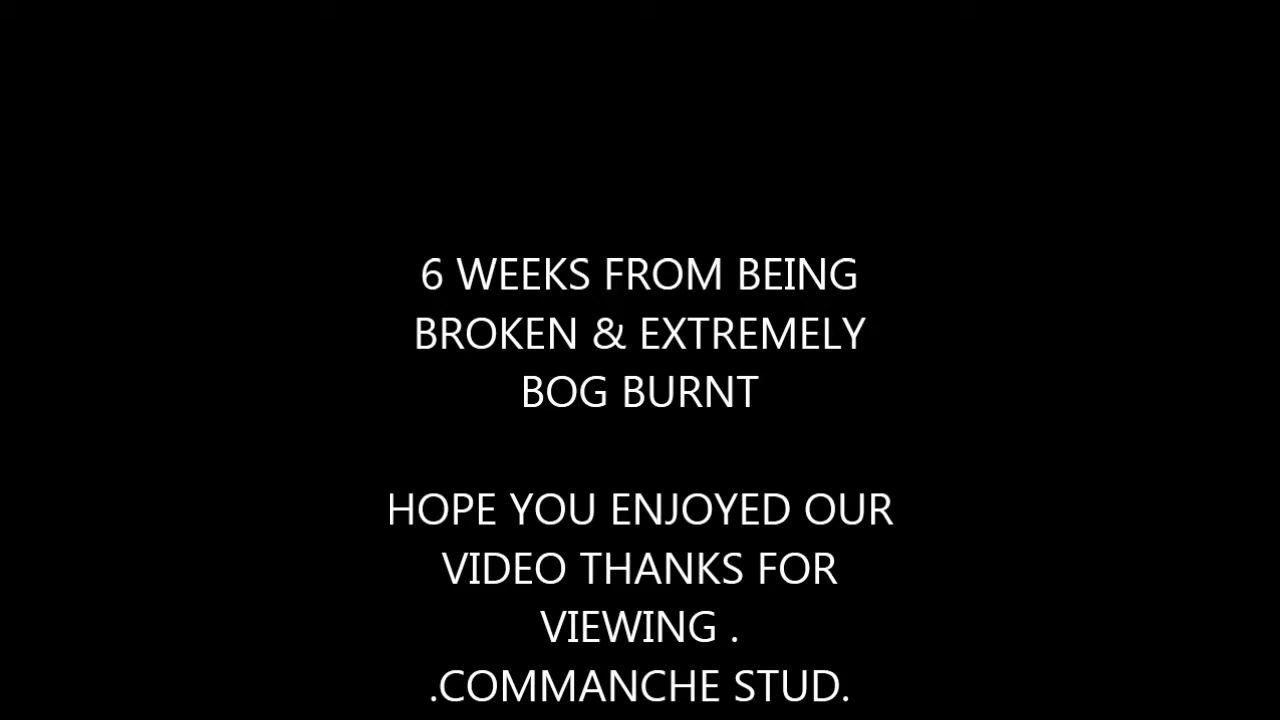 6 WEEKS FROM BEING
BROKEN & EXTREMELY
BOG BURNT
HOPE YOU ENJOYED OUR
VIDEO THANKS FOR
VIEWING .
.COMMANCHE STUD.